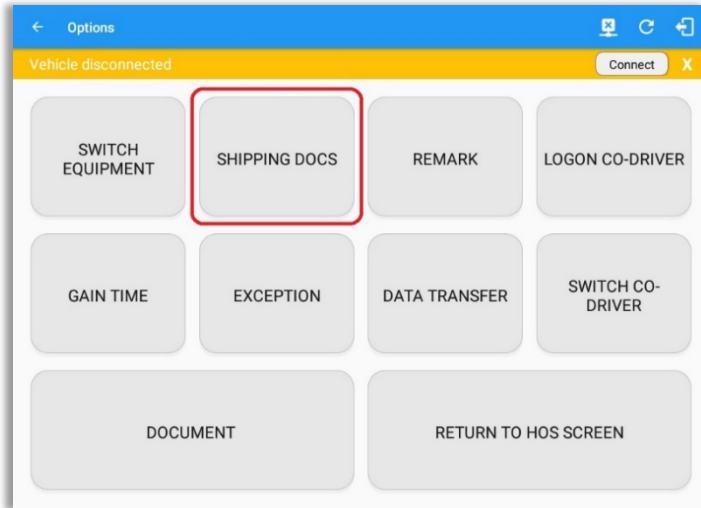 Options
Vehicle disconnected
Connect
X
SWITCH
EQUIPMENT
SHIPPING DOCS
REMARK
LOGON CO-DRIVER
GAIN TIME
EXCEPTION
DATA TRANSFER
SWITCH CO-
DRIVER
DOCUMENT
RETURN TO HOS SCREEN